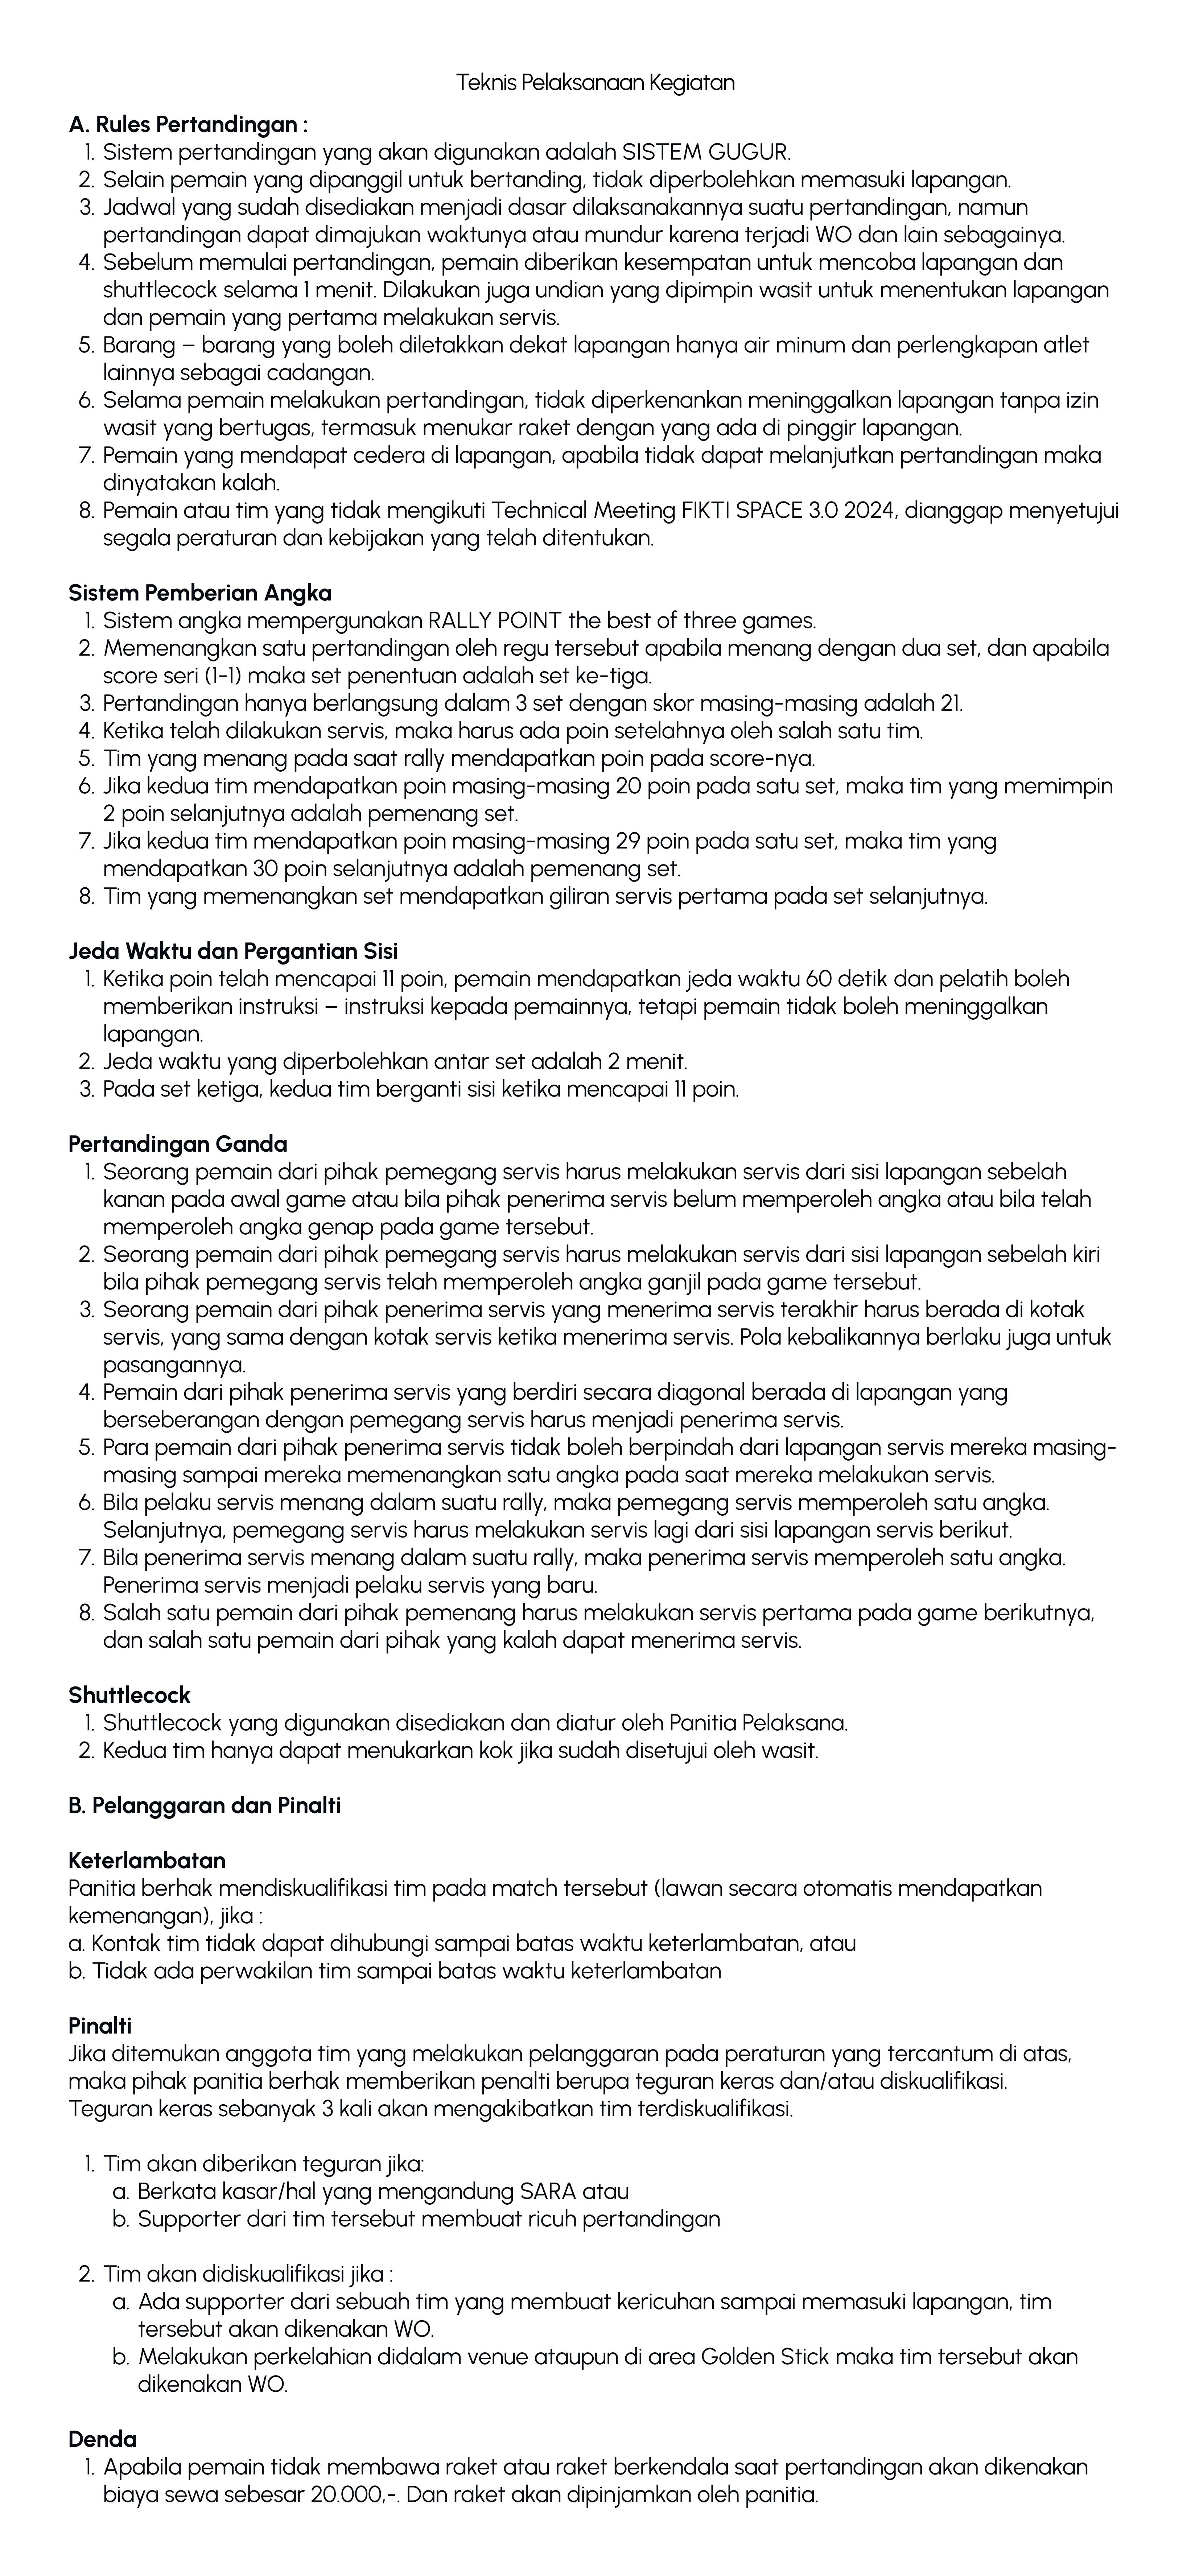 Teknis Pelaksanaan Kegiatan
A. Rules Pertandingan :
1. Sistem pertandingan yang akan digunakan adalah SISTEM GUGUR.
2. Selain pemain yang dipanggil untuk bertanding, tidak diperbolehkan memasuki lapangan.
3. Jadwal yang sudah disediakan menjadi dasar dilaksanakannya suatu pertandingan, namun
pertandingan dapat dimajukan waktunya atau mundur karena terjadi WO dan lain sebagainya.
4. Sebelum memulai pertandingan, pemain diberikan kesempatan untuk mencoba lapangan dan
shuttlecock selama 1 menit. Dilakukan juga undian yang dipimpin wasit untuk menentukan lapangan
dan pemain yang pertama melakukan servis.
5. Barang – barang yang boleh diletakkan dekat lapangan hanya air minum dan perlengkapan atlet
lainnya sebagai cadangan.
6. Selama pemain melakukan pertandingan, tidak diperkenankan meninggalkan lapangan tanpa izin
wasit yang bertugas, termasuk menukar raket dengan yang ada di pinggir lapangan.
7. Pemain yang mendapat cedera di lapangan, apabila tidak dapat melanjutkan pertandingan maka
dinyatakan kalah.
8. Pemain atau tim yang tidak mengikuti Technical Meeting FIKTI SPACE 3.0 2024, dianggap menyetujui
segala peraturan dan kebijakan yang telah ditentukan.
Sistem Pemberian Angka
1. Sistem angka mempergunakan RALLY POINT the best of three games.
2. Memenangkan satu pertandingan oleh regu tersebut apabila menang dengan dua set, dan apabila
score seri (1-1) maka set penentuan adalah set ke-tiga.
3. Pertandingan hanya berlangsung dalam 3 set dengan skor masing-masing adalah 21.
4. Ketika telah dilakukan servis, maka harus ada poin setelahnya oleh salah satu tim.
5. Tim yang menang pada saat rally mendapatkan poin pada score-nya.
6. Jika kedua tim mendapatkan poin masing-masing 20 poin pada satu set, maka tim yang memimpin
2 poin selanjutnya adalah pemenang set.
7. Jika kedua tim mendapatkan poin masing-masing 29 poin pada satu set, maka tim yang
mendapatkan 30 poin selanjutnya adalah pemenang set.
8. Tim yang memenangkan set mendapatkan giliran servis pertama pada set selanjutnya.
Jeda Waktu dan Pergantian Sisi
1. Ketika poin telah mencapai 11 poin, pemain mendapatkan jeda waktu 60 detik dan pelatih boleh
memberikan instruksi – instruksi kepada pemainnya, tetapi pemain tidak boleh meninggalkan
lapangan.
2. Jeda waktu yang diperbolehkan antar set adalah 2 menit.
3. Pada set ketiga, kedua tim berganti sisi ketika mencapai 11 poin.
Pertandingan Ganda
1. Seorang pemain dari pihak pemegang servis harus melakukan servis dari sisi lapangan sebelah
kanan pada awal game atau bila pihak penerima servis belum memperoleh angka atau bila telah
memperoleh angka genap pada game tersebut.
2. Seorang pemain dari pihak pemegang servis harus melakukan servis dari sisi lapangan sebelah kiri
bila pihak pemegang servis telah memperoleh angka ganjil pada game tersebut.
3. Seorang pemain dari pihak penerima servis yang menerima servis terakhir harus berada di kotak
servis, yang sama dengan kotak servis ketika menerima servis. Pola kebalikannya berlaku juga untuk
pasangannya.
4. Pemain dari pihak penerima servis yang berdiri secara diagonal berada di lapangan yang
berseberangan dengan pemegang servis harus menjadi penerima servis.
5. Para pemain dari pihak penerima servis tidak boleh berpindah dari lapangan servis mereka masing-
masing sampai mereka memenangkan satu angka pada saat mereka melakukan servis.
6. Bila pelaku servis menang dalam suatu rally, maka pemegang servis memperoleh satu angka.
Selanjutnya, pemegang servis harus melakukan servis lagi dari sisi lapangan servis berikut.
7. Bila penerima servis menang dalam suatu rally, maka penerima servis memperoleh satu angka.
Penerima servis menjadi pelaku servis yang baru.
8. Salah satu pemain dari pihak pemenang harus melakukan servis pertama pada game berikutnya,
dan salah satu pemain dari pihak yang kalah dapat menerima servis.
Shuttlecock
1. Shuttlecock yang digunakan disediakan dan diatur oleh Panitia Pelaksana.
2. Kedua tim hanya dapat menukarkan kok jika sudah disetujui oleh wasit.
B. Pelanggaran dan Pinalti
Keterlambatan
Panitia berhak mendiskualifikasi tim pada match tersebut (lawan secara otomatis mendapatkan
kemenangan), jika :
a. Kontak tim tidak dapat dihubungi sampai batas waktu keterlambatan, atau
b. Tidak ada perwakilan tim sampai batas waktu keterlambatan
Pinalti
Jika ditemukan anggota tim yang melakukan pelanggaran pada peraturan yang tercantum di atas,
maka pihak panitia berhak memberikan penalti berupa teguran keras dan/atau diskualifikasi.
Teguran keras sebanyak 3 kali akan mengakibatkan tim terdiskualifikasi.
1. Tim akan diberikan teguran jika:
a. Berkata kasar/hal yang mengandung SARA atau
b. Supporter dari tim tersebut membuat ricuh pertandingan
2. Tim akan didiskualifikasi jika :
a. Ada supporter dari sebuah tim yang membuat kericuhan sampai memasuki lapangan, tim
tersebut akan dikenakan WO.
b. Melakukan perkelahian didalam venue ataupun di area Golden Stick maka tim tersebut akan
dikenakan WO.
Denda
1. Apabila pemain tidak membawa raket atau raket berkendala saat pertandingan akan dikenakan
biaya sewa sebesar 20.000,-. Dan raket akan dipinjamkan oleh panitia.